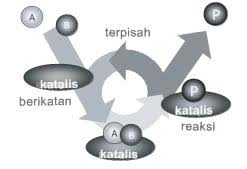 A
B
P
terpisah
katalis
berikatan
P
katalis
reaksi
A
B
katalis